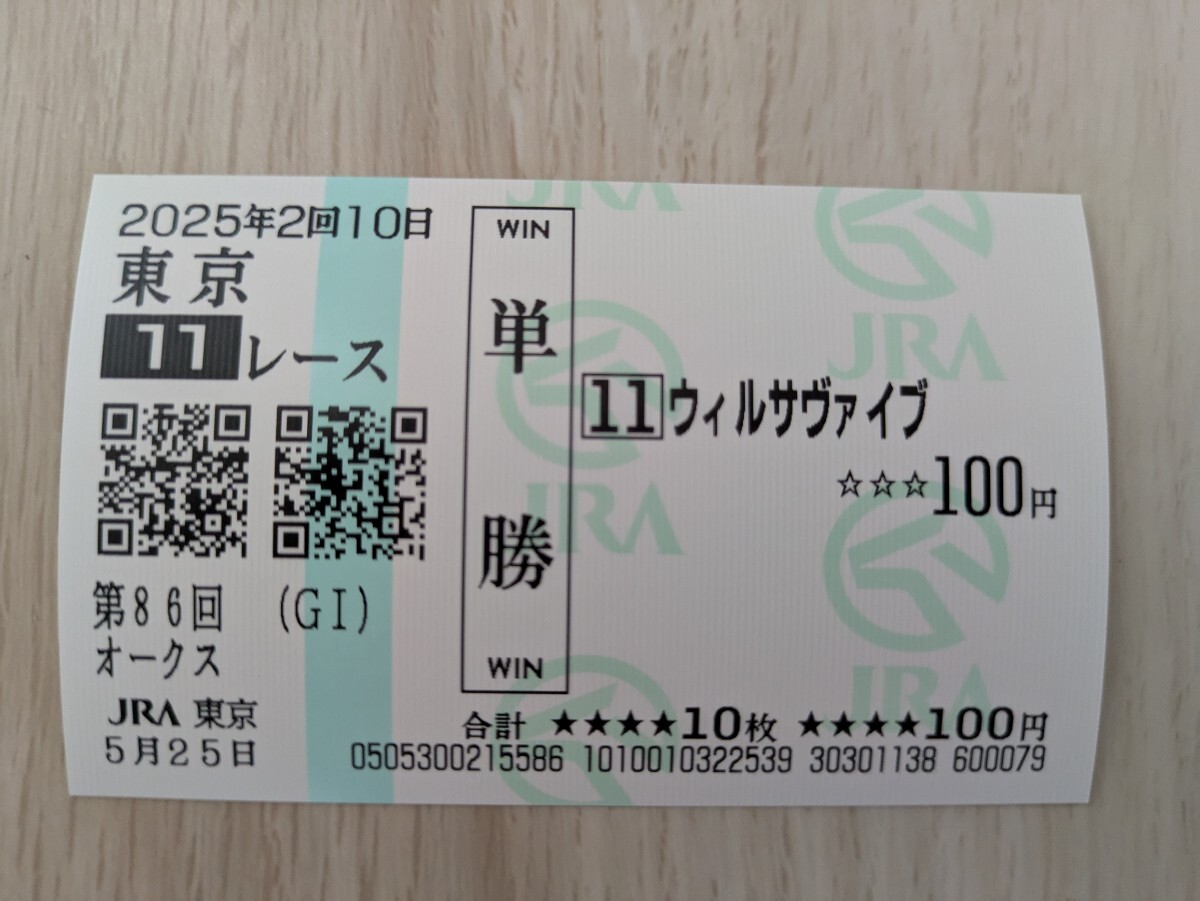 2025年2回10日
東京
11レース
第86回 (GⅠ)
オークス
JRA 東京
5月25日
WIN
単勝
WIN
11ウィルサヴァイブ
☆☆☆100円
合計 ★★★★10枚 ★★★★100円
0505300215586 1010010322539 30301138 600079
JRA
JRA
JRA
JRA